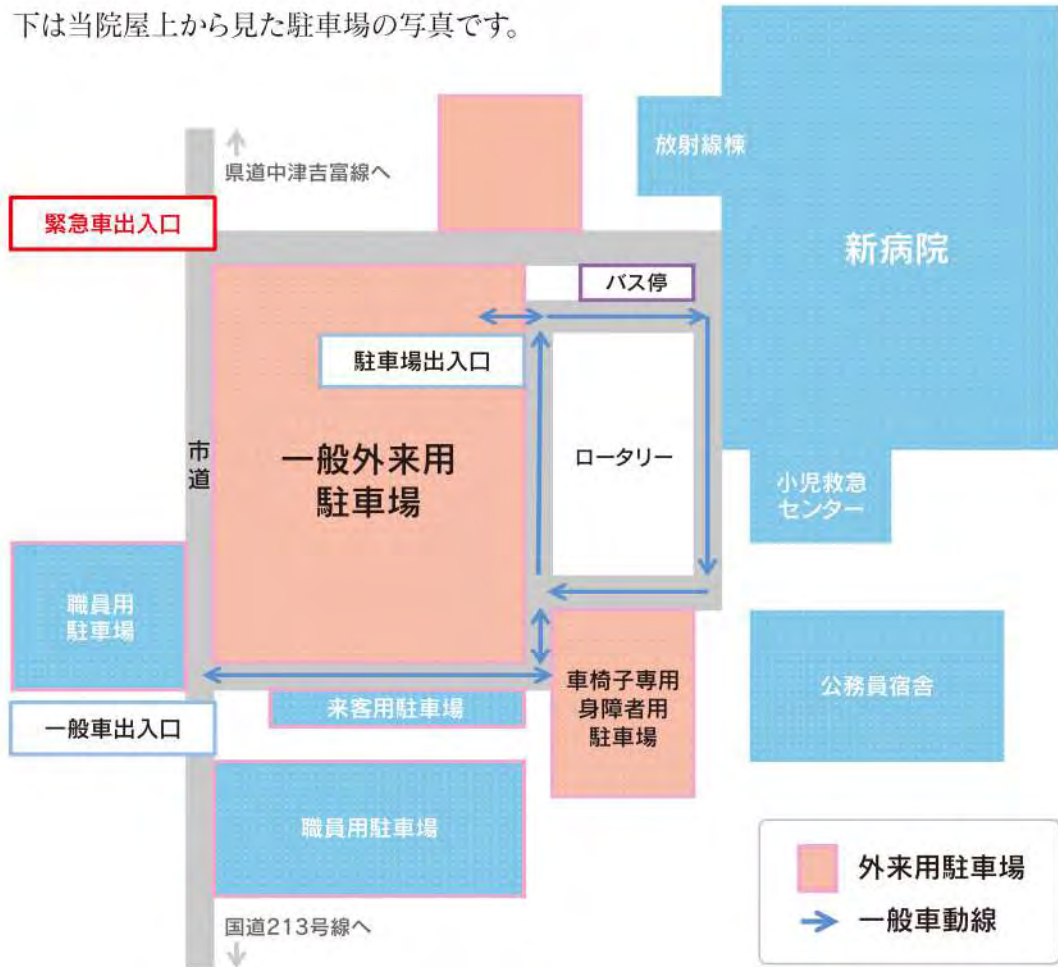 下は当院屋上から見た駐車場の写真です。
県道中津吉富線へ
放射線棟
緊急車出入口
新病院
バス停
駐車場出入口
市
道
一般外来用
駐車場
ロータリー
小児救急
センター
職員用
駐車場
車椅子専用
身障者用
駐車場
公務員宿舎
来客用駐車場
一般車出入口
職員用駐車場
外来用駐車場
一般車動線
国道213号線へ